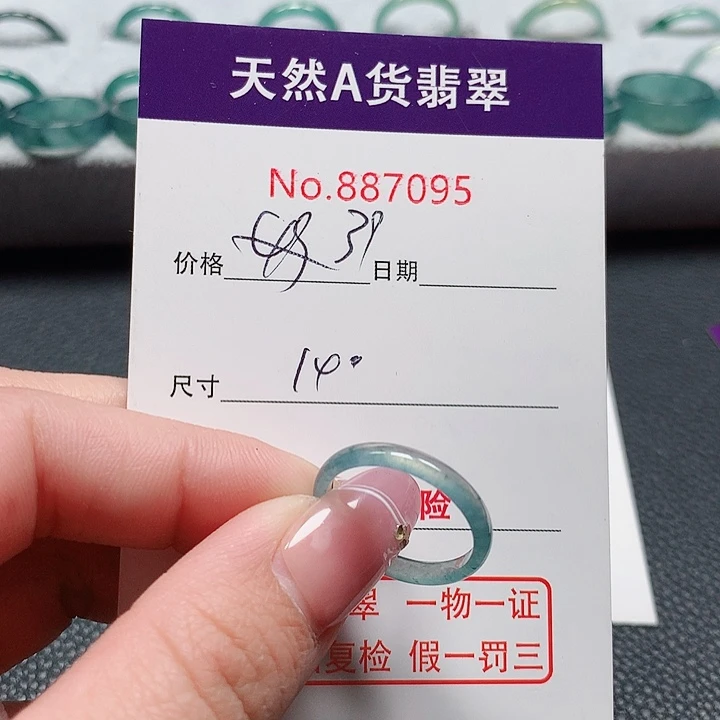 天然A货翡翠
No.887095
价格 39 日期
尺寸 14°
险
翠 一物一证
复检 假一罚三